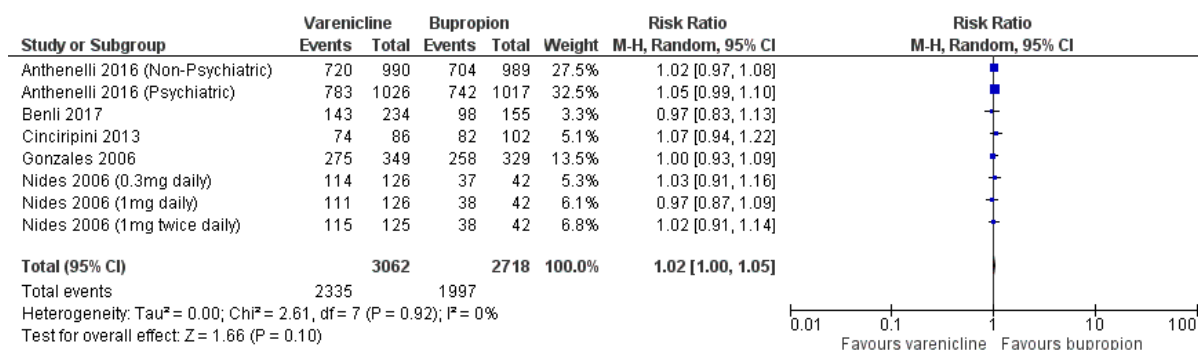 Varenicline Bupropion Risk Ratio Risk Ratio
Study or Subgroup Events Total Events Total Weight M-H, Random, 95% CI M-H, Random, 95% CI
Anthenelli 2016 (Non-Psychiatric) 720 990 704 989 27.5% 1.02 [0.97, 1.08]
Anthenelli 2016 (Psychiatric) 783 1026 742 1017 32.5% 1.05 [0.99, 1.10]
Benli 2017 143 234 98 155 3.3% 0.97 [0.83, 1.13]
Cinciripini 2013 74 86 82 102 5.1% 1.07 [0.94, 1.22]
Gonzales 2006 275 349 258 329 13.5% 1.00 [0.93, 1.09]
Nides 2006 (0.3mg daily) 114 126 37 42 5.3% 1.03 [0.91, 1.16]
Nides 2006 (1mg daily) 111 126 38 42 6.1% 0.97 [0.87, 1.09]
Nides 2006 (1mg twice daily) 115 125 38 42 6.8% 1.02 [0.91, 1.14]
Total (95% CI) 3062 2718 100.0% 1.02 [1.00, 1.05]
Total events 2335 1997
Heterogeneity: Tau² = 0.00; Chi² = 2.61, df = 7 (P = 0.92); I² = 0%
Test for overall effect: Z = 1.66 (P = 0.10)
0.01 0.1 1 10 100
Favours varenicline Favours bupropion